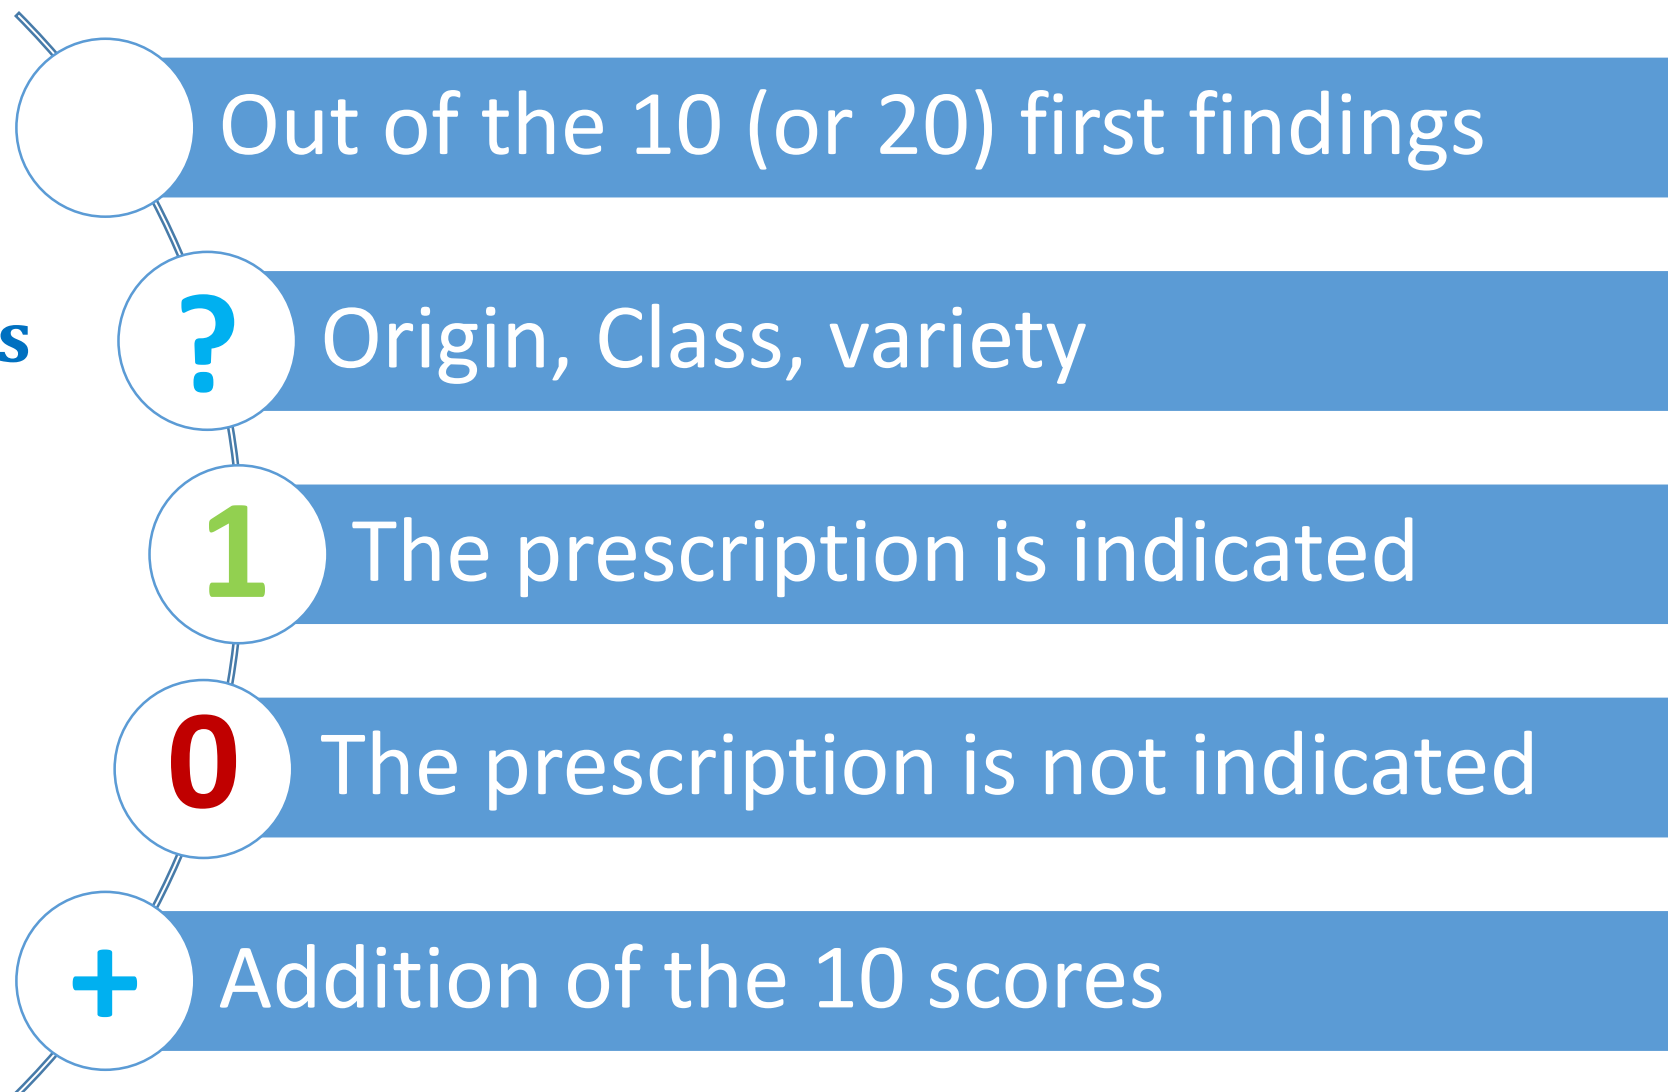 Out of the 10 (or 20) first findings
s
? Origin, Class, variety
1 The prescription is indicated
0 The prescription is not indicated
+ Addition of the 10 scores